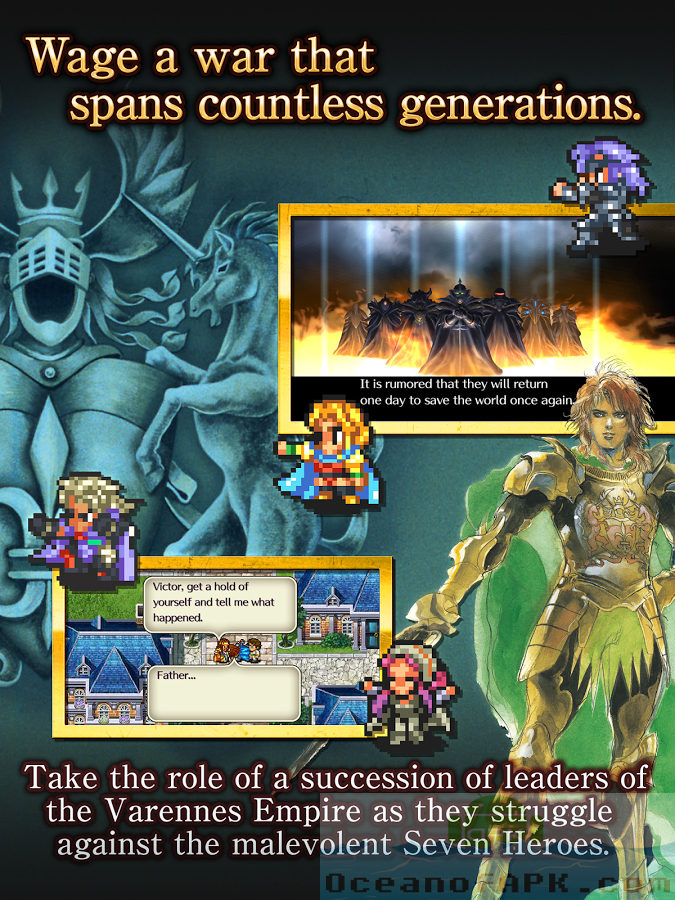 Wage a war that
spans countless generations.
It is rumored that they will return
one day to save the world once again.
Victor, get a hold of
yourself and tell me what
happened.
Father...
Take the role of a succession of leaders of
the Varennes Empire as they struggle
against the malevolent Seven Heroes.
OceanofAPK.com